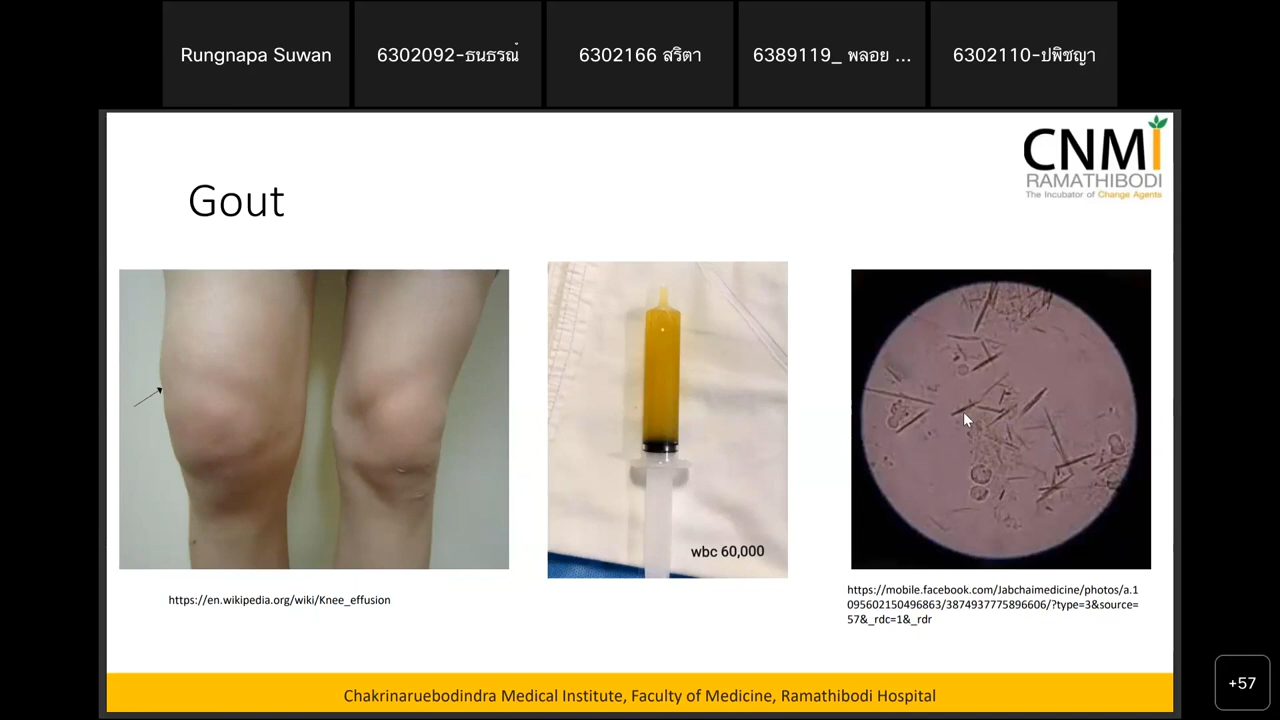 Rungnapa Suwan
6302092-ธนธรณ์
6302166 สริตา
6389119_ พลอย ...
6302110-ปพิชญา
CNMI
RAMATHIBODI
The Incubator of Change Agents
Gout
wbc 60,000
https://en.wikipedia.org/wiki/Knee_effusion
https://mobile.facebook.com/Jabchaimedicine/photos/a.1
095602150496863/3874937775896606/?type=3&source=
57&_rdc=1&_rdr
Chakrinaruebodindra Medical Institute, Faculty of Medicine, Ramathibodi Hospital
+57